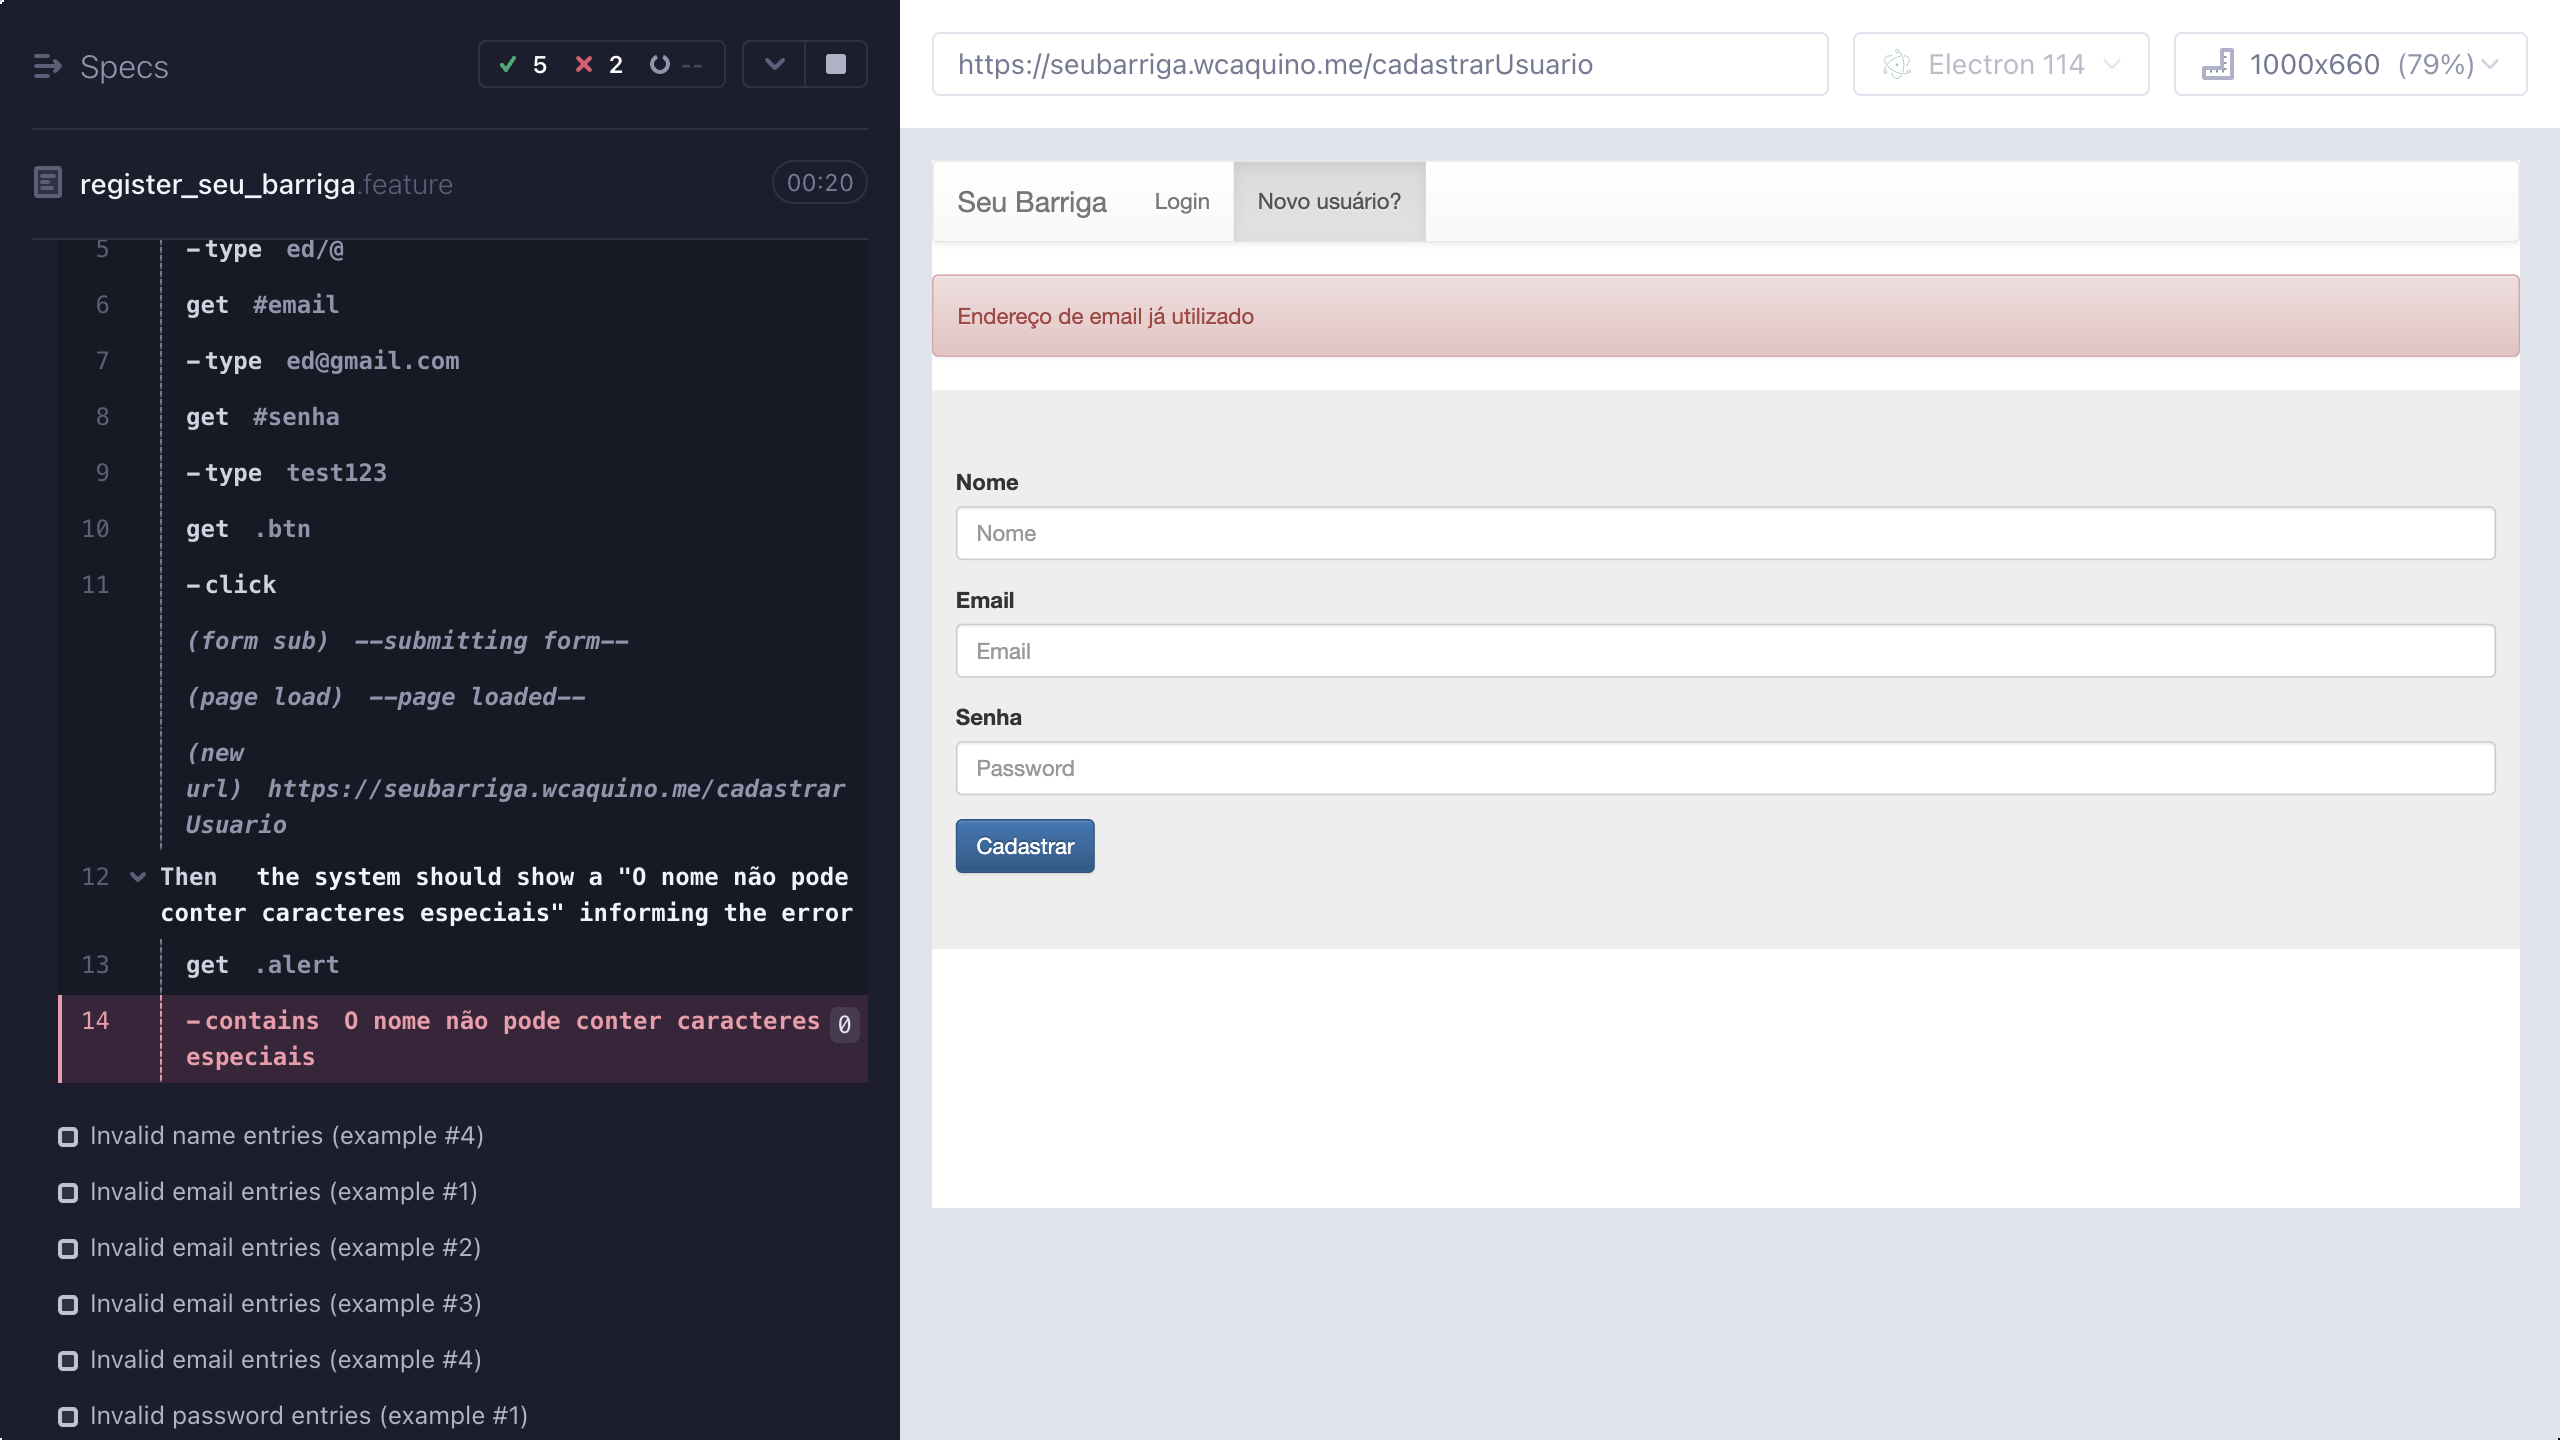 Specs
5
2
--
register_seu_barriga.feature
00:20
5 -type ed/@
6 get #email
7 -type ed@gmail.com
8 get #senha
9 -type test123
10 get .btn
11 -click
(form sub) --submitting form--
(page load) --page loaded--
(new
url) https://seubarriga.wcaquino.me/cadastrar
Usuario
12 Then the system should show a "O nome não pode
conter caracteres especiais" informing the error
13 get .alert
14 -contains O nome não pode conter caracteres 0
especiais
Invalid name entries (example #4)
Invalid email entries (example #1)
Invalid email entries (example #2)
Invalid email entries (example #3)
Invalid email entries (example #4)
Invalid password entries (example #1)
https://seubarriga.wcaquino.me/cadastrarUsuario
Electron 114
1000x660 (79%)
Seu Barriga
Login
Novo usuário?
Endereço de email já utilizado
Nome
Nome
Email
Email
Senha
Password
Cadastrar